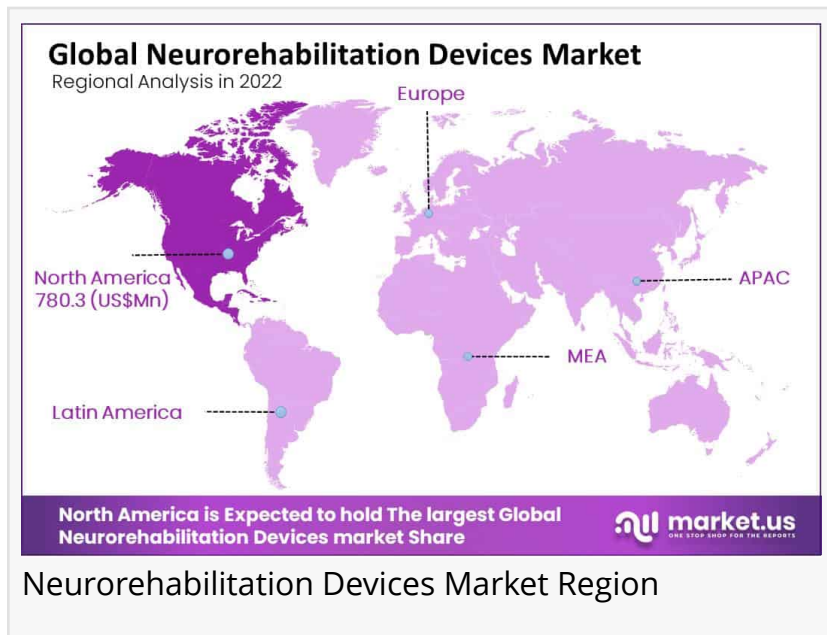 Global Neurorehabilitation Devices Market
Regional Analysis in 2022
Europe
North America
780.3 (US$Mn)
APAC
MEA
Latin America
North America is Expected to hold The largest Global
Neurorehabilitation Devices market Share
market.us
ONE STOP SHOP FOR THE REPORTS
Neurorehabilitation Devices Market Region